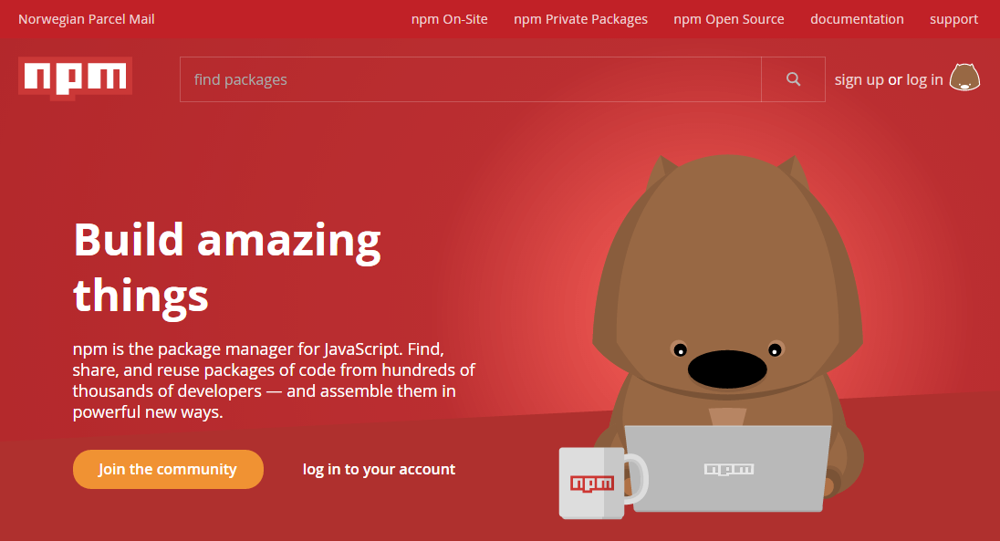 Norwegian Parcel Mail
npm On-Site npm Private Packages npm Open Source documentation support
npm
find packages
sign up or log in
Build amazing
things
npm is the package manager for JavaScript. Find,
share, and reuse packages of code from hundreds of
thousands of developers — and assemble them in
powerful new ways.
Join the community log in to your account
npm
npm